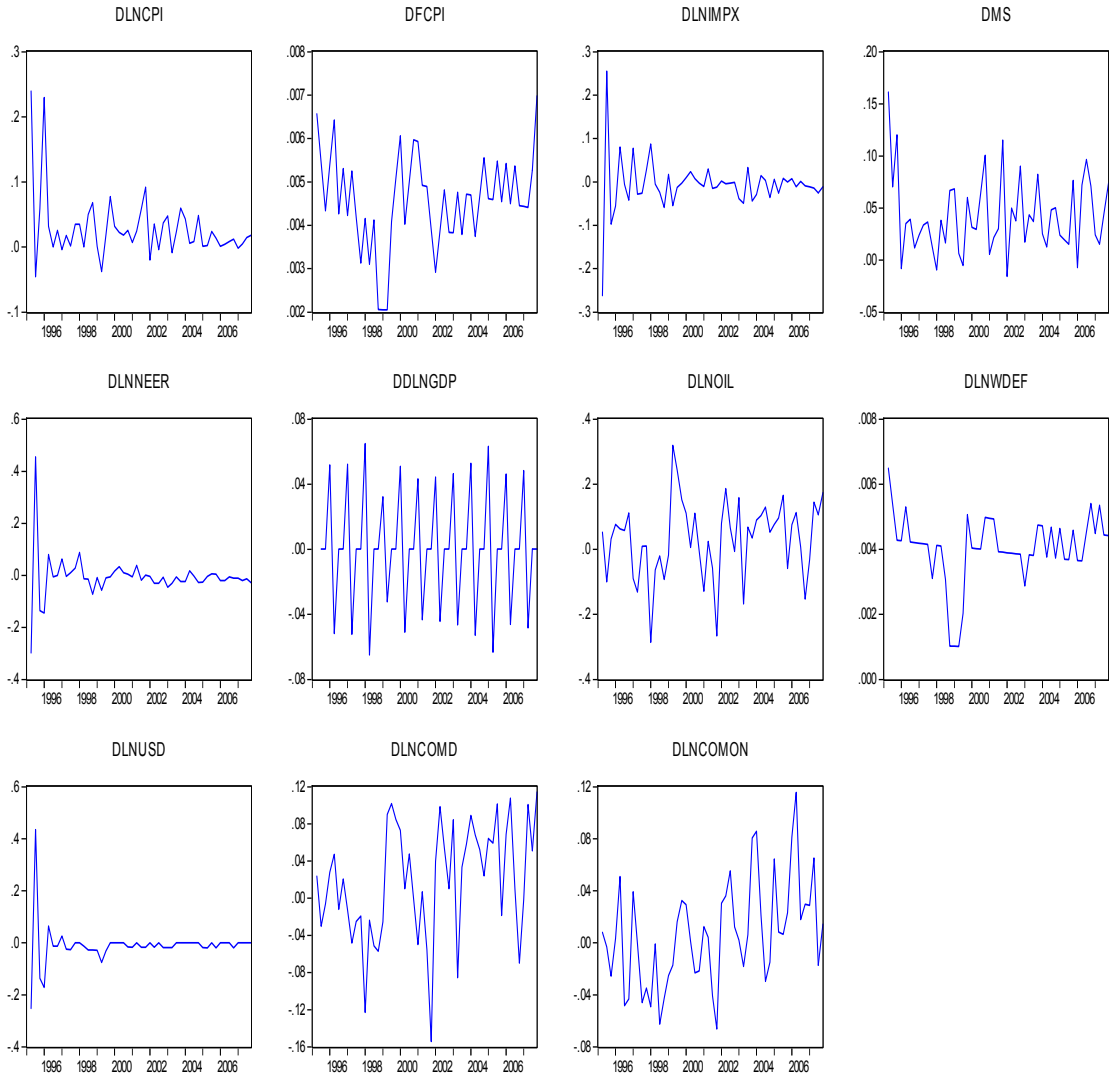 DLNCPI DFCPI DLNIMPX DMS
.3 .008 .3 .20
.007 .2 .15
.2 .006 .1 .10
.1 .005 .0 .05
.004 -.1
.0 .003 -.2 .00
-.1 .002 -.3 -.05
1996 1998 2000 2002 2004 2006 1996 1998 2000 2002 2004 2006 1996 1998 2000 2002 2004 2006 1996 1998 2000 2002 2004 2006
DLNNEER DDLNGDP DLNOIL DLNWDEF
.6 .08 .4 .008
.4 .04 .2 .006
.2
.0 .00 .0 .004
-.2 -.04 -.2 .002
-.4 -.08 -.4 .000
1996 1998 2000 2002 2004 2006 1996 1998 2000 2002 2004 2006 1996 1998 2000 2002 2004 2006 1996 1998 2000 2002 2004 2006
DLNUSD DLNCOMD DLNCOMON
.6 .12 .12
.4 .08 .08
.2 .04 .04
.0 .00 .00
-.04
-.2 -.08 -.04
-.12
-.4 -.16 -.08
1996 1998 2000 2002 2004 2006 1996 1998 2000 2002 2004 2006 1996 1998 2000 2002 2004 2006